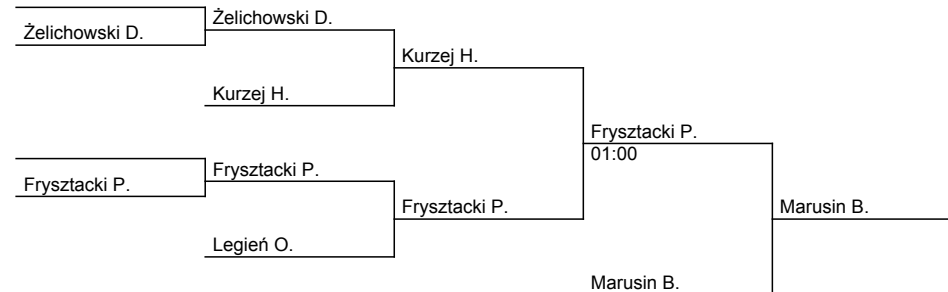 Żelichowski D.
Żelichowski D.
Kurzej H.
Kurzej H.
Frysztacki P.
01:00
Frysztacki P.
Frysztacki P.
Frysztacki P.
Marusin B.
Legień O.
Marusin B.